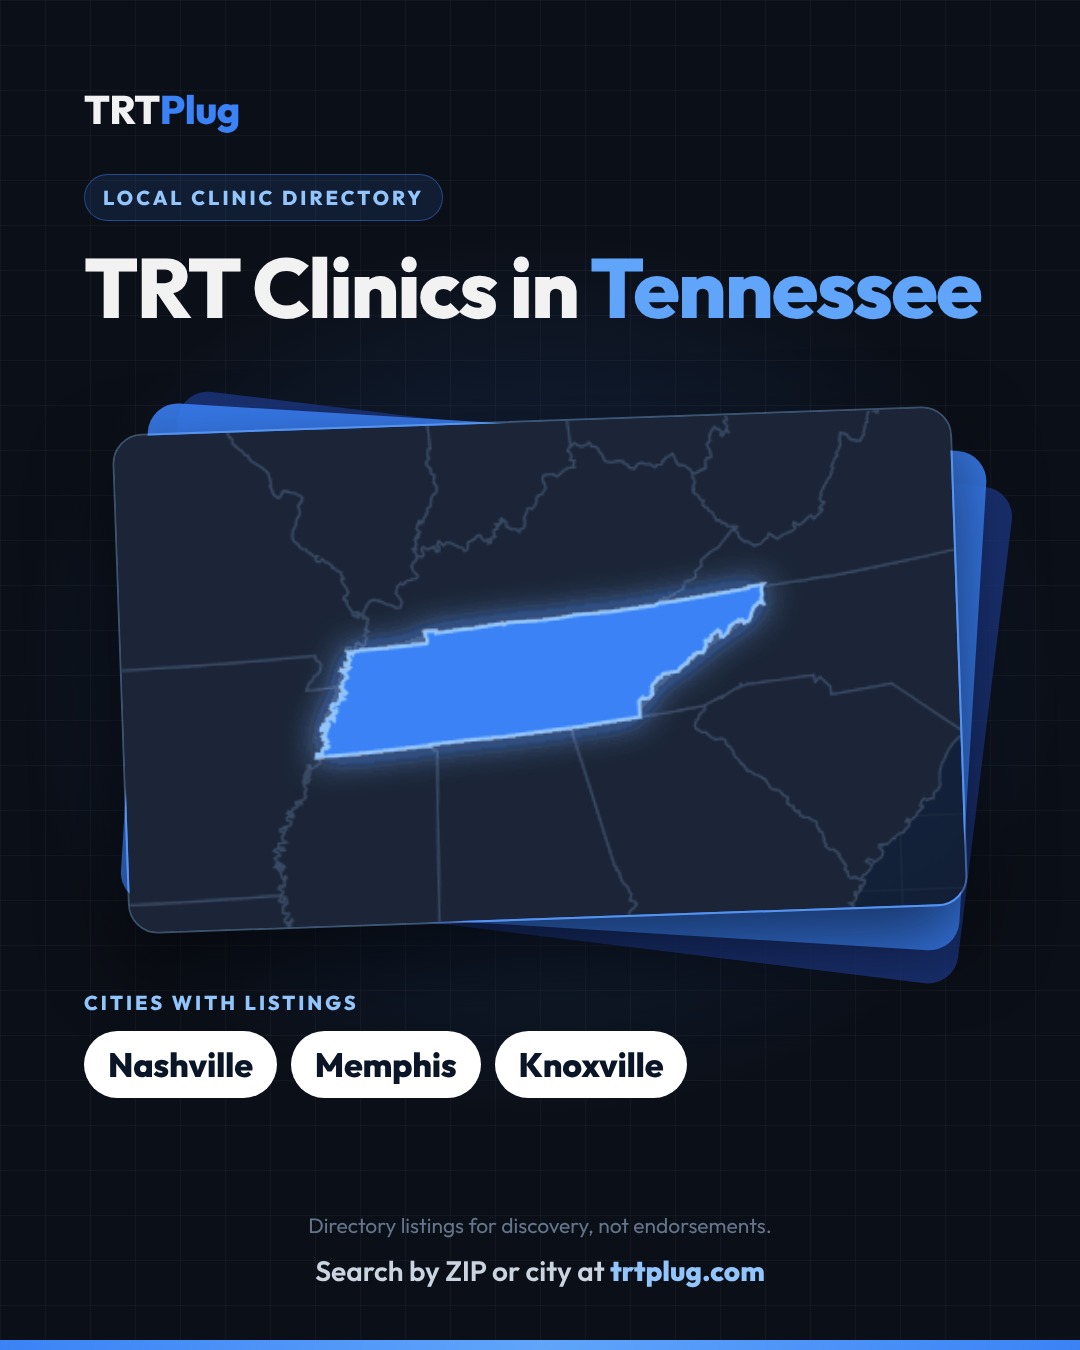 TRTPlug
LOCAL CLINIC DIRECTORY
TRT Clinics in Tennessee
CITIES WITH LISTINGS
Nashville Memphis Knoxville
Directory listings for discovery, not endorsements.
Search by ZIP or city at trtplug.com